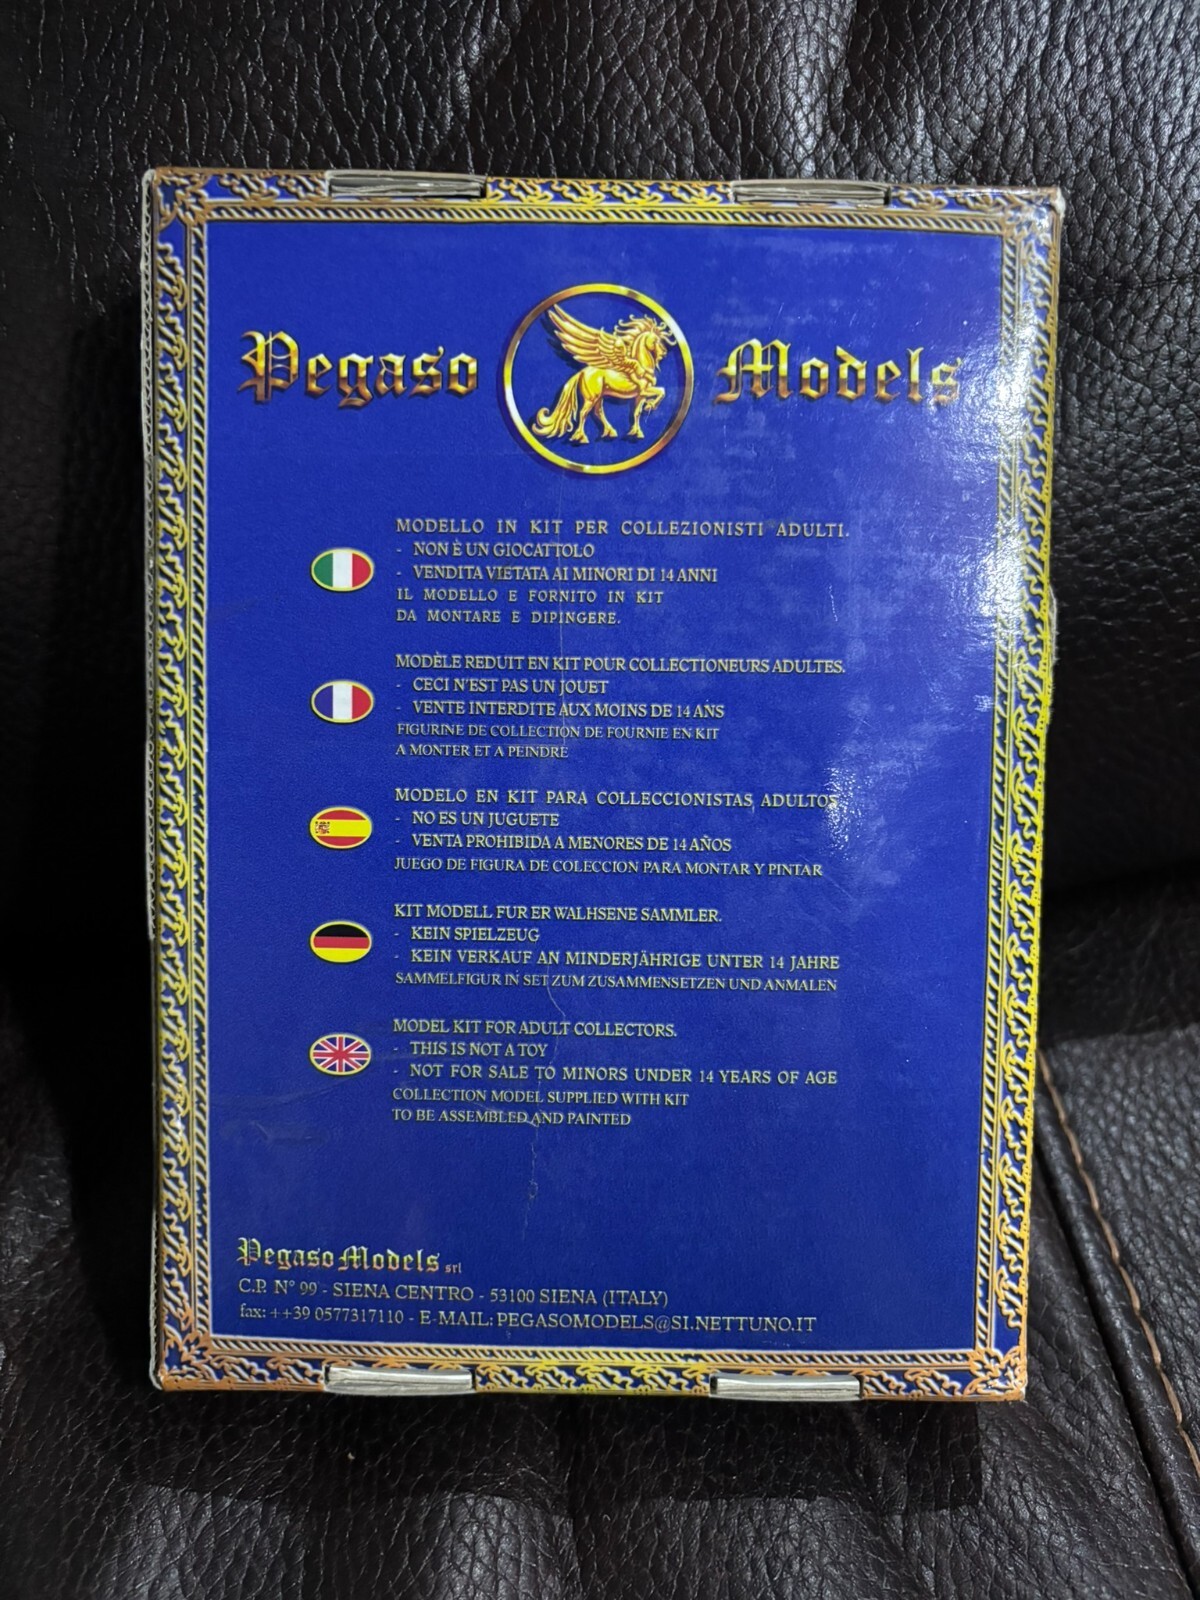 Pegaso Models
MODELLO IN KIT PER COLLEZIONISTI ADULTI.
- NON È UN GIOCATTOLO
- VENDITA VIETATA AI MINORI DI 14 ANNI
IL MODELLO E FORNITO IN KIT
DA MONTARE E DIPINGERE.
MODÈLE REDUIT EN KIT POUR COLLECTIONEURS ADULTES.
- CECI N'EST PAS UN JOUET
- VENTE INTERDITE AUX MOINS DE 14 ANS
FIGURINE DE COLLECTION DE FOURNIE EN KIT
A MONTER ET A PEINDRE
MODELO EN KIT PARA COLLECCIONISTAS ADULTOS
- NO ES UN JUGUETE
- VENTA PROHIBIDA A MENORES DE 14 AÑOS
JUEGO DE FIGURA DE COLECCION PARA MONTAR Y PINTAR
KIT MODELL FUR ER WALHSENE SAMMLER.
- KEIN SPIELZEUG
- KEIN VERKAUF AN MINDERJÄHRIGE UNTER 14 JAHRE
SAMMELFIGUR IN SET ZUM ZUSAMMENSETZEN UND ANMALEN
MODEL KIT FOR ADULT COLLECTORS.
- THIS IS NOT A TOY
- NOT FOR SALE TO MINORS UNDER 14 YEARS OF AGE
COLLECTION MODEL SUPPLIED WITH KIT
TO BE ASSEMBLED AND PAINTED
Pegaso Models srl
C.P. N° 99 - SIENA CENTRO - 53100 SIENA (ITALY)
fax: ++39 0577317110 - E-MAIL: PEGASOMODELS@SI.NETTUNO.IT